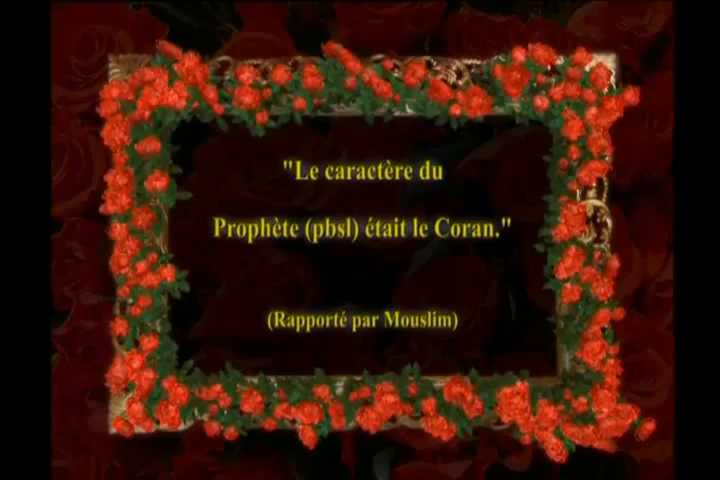 "Le caractère du
Prophète (pbsl) était le Coran."
(Rapporté par Mouslim)